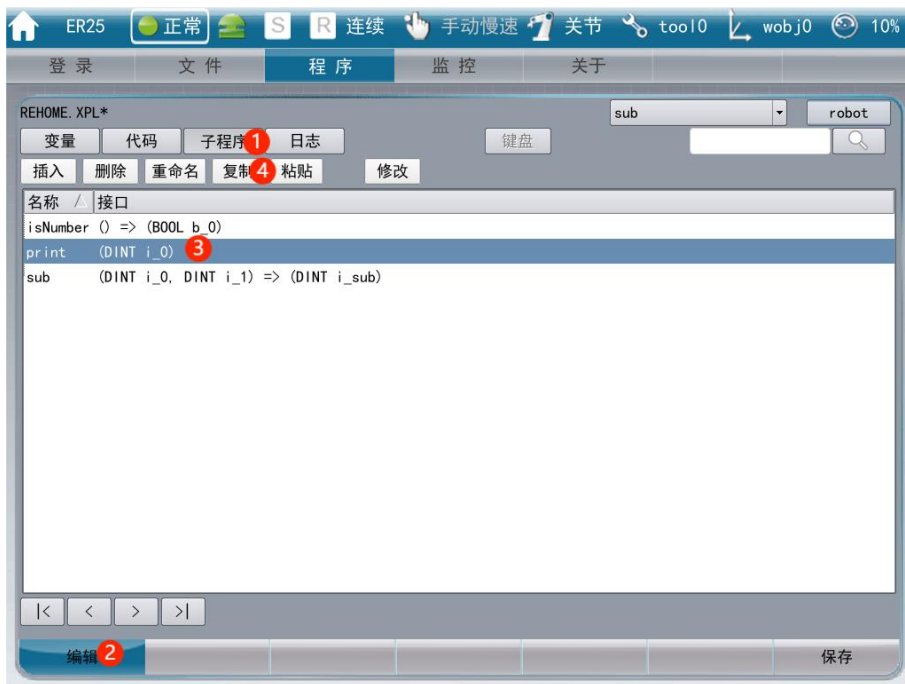 ER25 正常 S R 连续 手动慢速 关节 tool0 wobj0 10%
登录 文件 程序 监控 关于
REHOME.XPL* sub robot
变量 代码 子程序 1 日志 键盘
插入 删除 重命名 复制 4 粘贴 修改
名称 接口
isNumber () => (BOOL b_0)
print (DINT i_0) 3
sub (DINT i_0, DINT i_1) => (DINT i_sub)
|< < > >|
编辑 2 保存